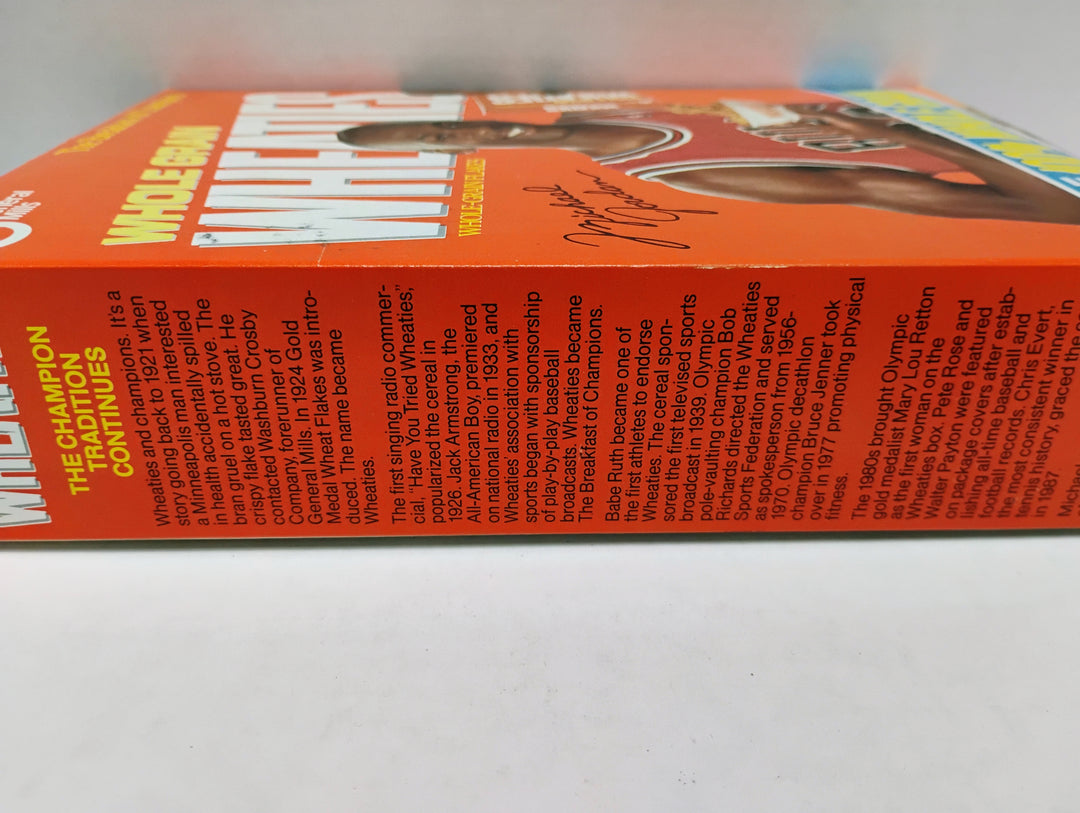 WHEATIES
THE CHAMPION
TRADITION
CONTINUES
Wheaties and champions. It's a
story going back to 1921 when
a Minneapolis man interested
in health accidentally spilled
bran gruel on a hot stove. The
crispy flake tasted great. He
contacted Washburn Crosby
Company, forerunner of
General Mills. In 1924 Gold
Medal Wheat Flakes was intro-
duced. The name became
Wheaties.
The first singing radio commer-
cial, "Have You Tried Wheaties,"
popularized the cereal in
1926. Jack Armstrong, the
All-American Boy, premiered
on national radio in 1933, and
Wheaties association with
sports began with sponsorship
of play-by-play baseball
broadcasts. Wheaties became
The Breakfast of Champions.
Babe Ruth became one of
the first athletes to endorse
Wheaties. The cereal spon-
sored the first televised sports
broadcast in 1939. Olympic
pole-vaulting champion Bob
Richards directed the Wheaties
Sports Federation and served
as spokesperson from 1956-
1970. Olympic decathlon
champion Bruce Jenner took
over in 1977 promoting physical
fitness.
The 1980s brought Olympic
gold medalist Mary Lou Retton
as the first woman on the
Wheaties box. Pete Rose and
Walter Payton were featured
on package covers after estab-
lishing all-time baseball and
football records. Chris Evert,
the most consistent winner in
tennis history, graced the
in 1987.
Michael
General
Mills
WHOLE GRAIN
WHEATIES
WHOLE GRAIN FLAKES
Michael
Jordan